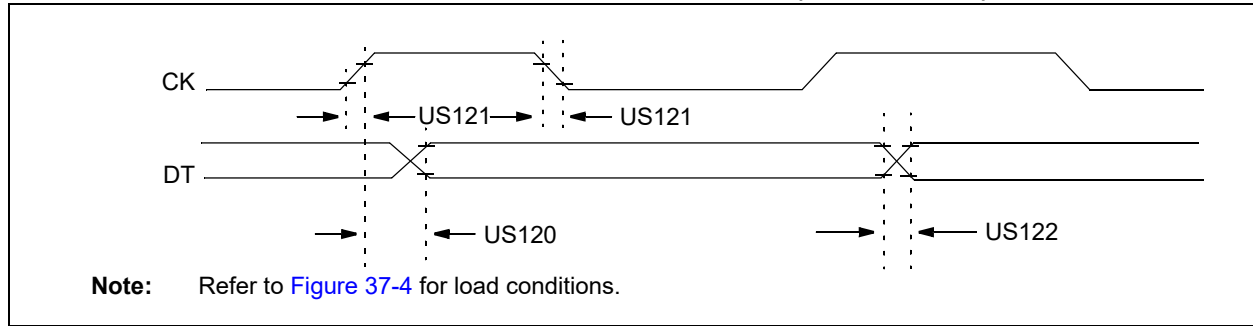 CK
US121
US121
DT
US120
US122
Note: Refer to Figure 37-4 for load conditions.